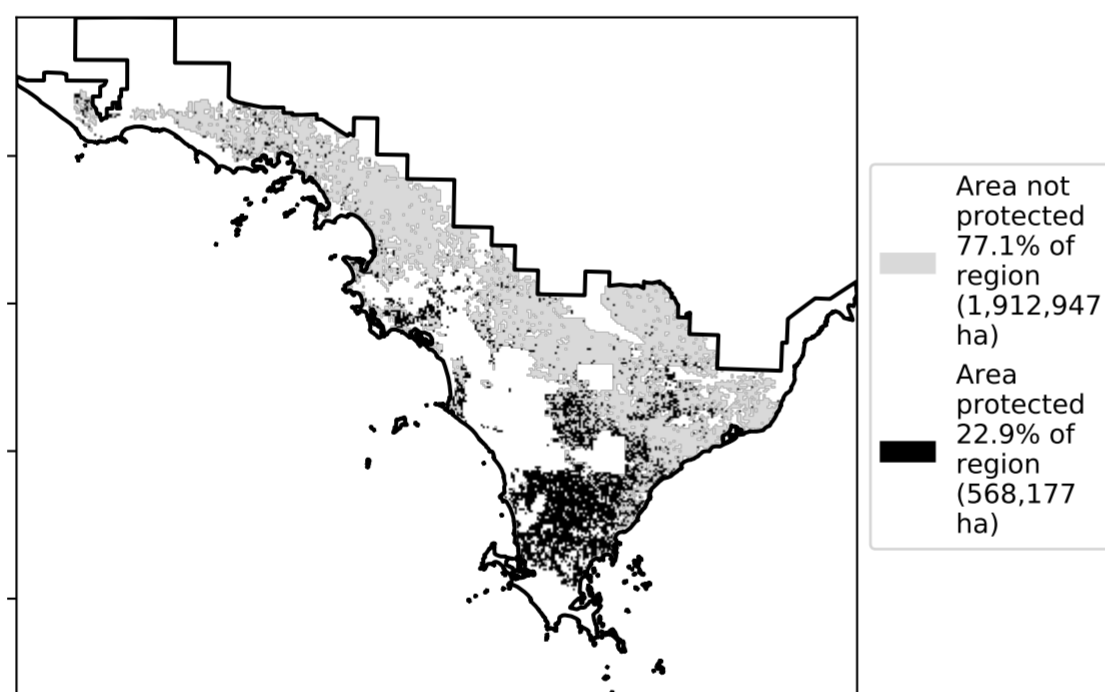 Area not
protected
77.1% of
region
(1,912,947
ha)
Area
protected
22.9% of
region
(568,177
ha)